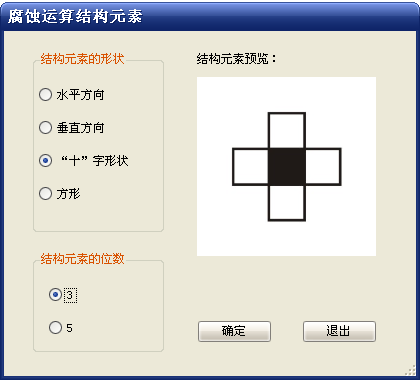 腐蚀运算结构元素
结构元素的形状
水平方向
垂直方向
“十”字形状
方形
结构元素的位数
3
5
结构元素预览：
确定
退出